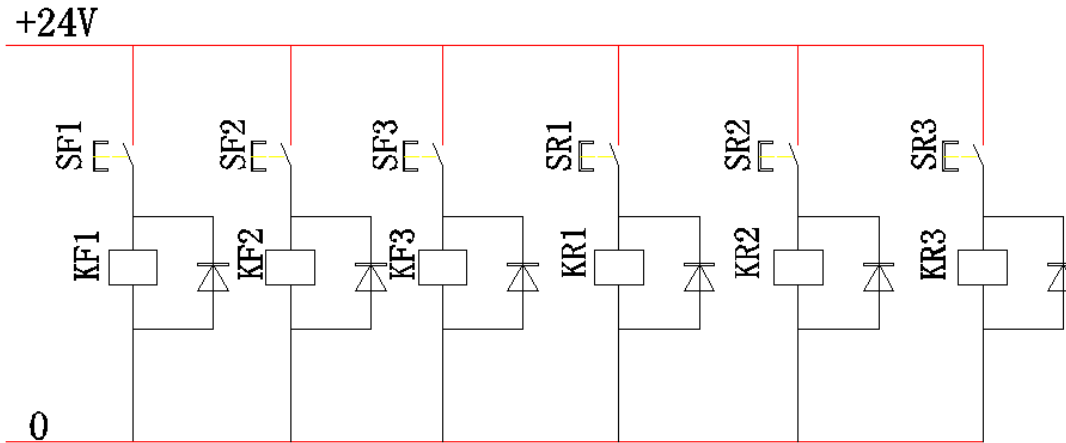 +24V
SF1
SF2
SF3
SR1
SR2
SR3
KF1
KF2
KF3
KR1
KR2
KR3
0